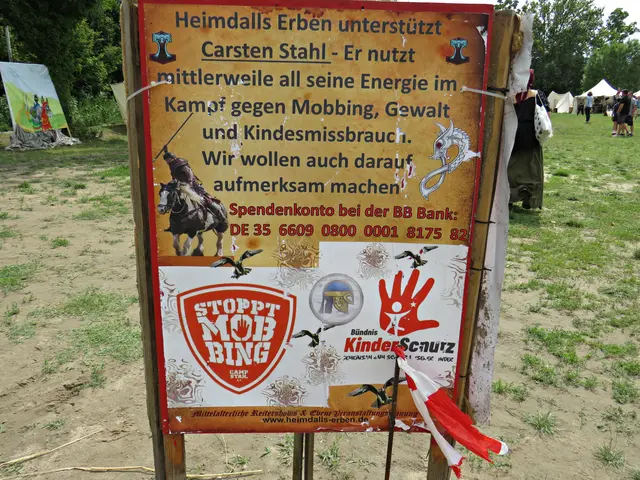 Heimdalls Erben unterstützt
Carsten Stahl - Er nutzt
mittlerweile all seine Energie im
Kampf gegen Mobbing, Gewalt
und Kindesmissbrauch.
Wir wollen auch darauf
aufmerksam machen
Spendenkonto bei der BB Bank:
DE 35 6609 0800 0001 8175 82
STOPPT
MOB
BING
CAMP
STAHL
Bündnis
KinderSchutz
Mittelalterliche Reitershows & Event
www.heimdalls-erben.de